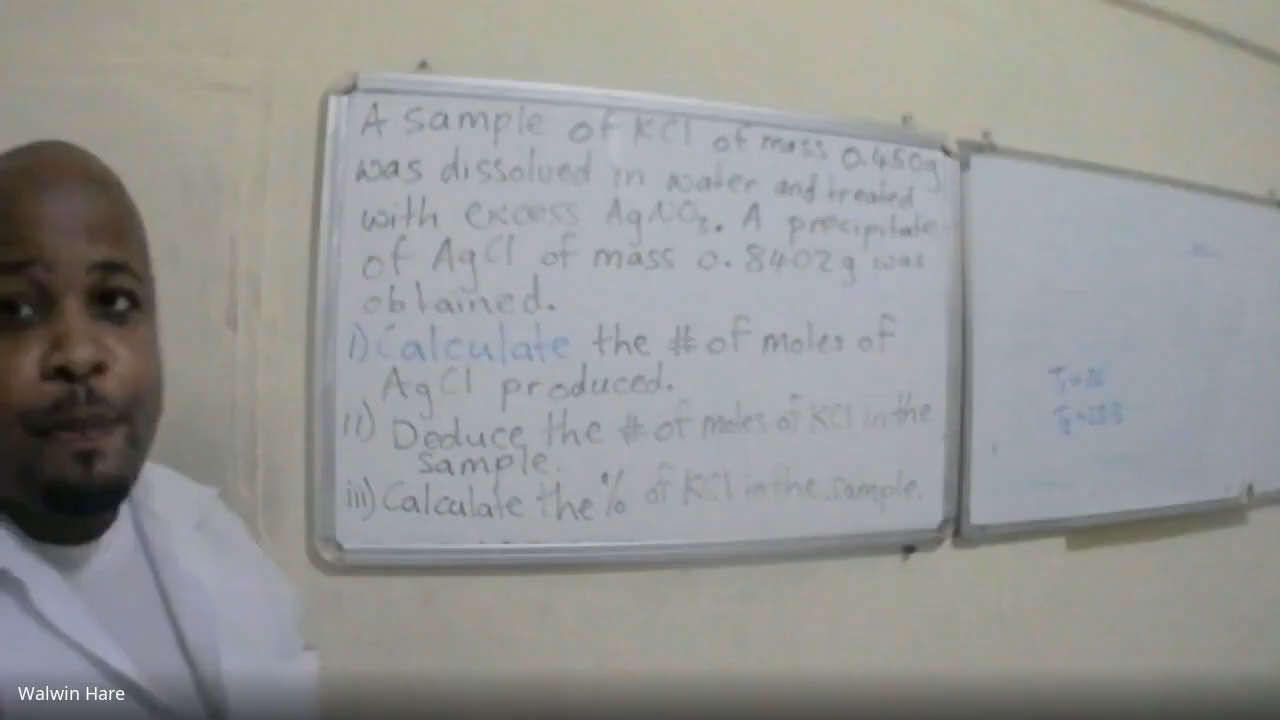 A sample of KCl of mass 0.450g
was dissolved in water and treated
with excess AgNO₃. A precipitate
of AgCl of mass 0.8402g was
obtained.
i) Calculate the # of moles of
AgCl produced.
ii) Deduce the # of moles of KCl in the
sample.
iii) Calculate the % of KCl in the sample.
Walwin Hare